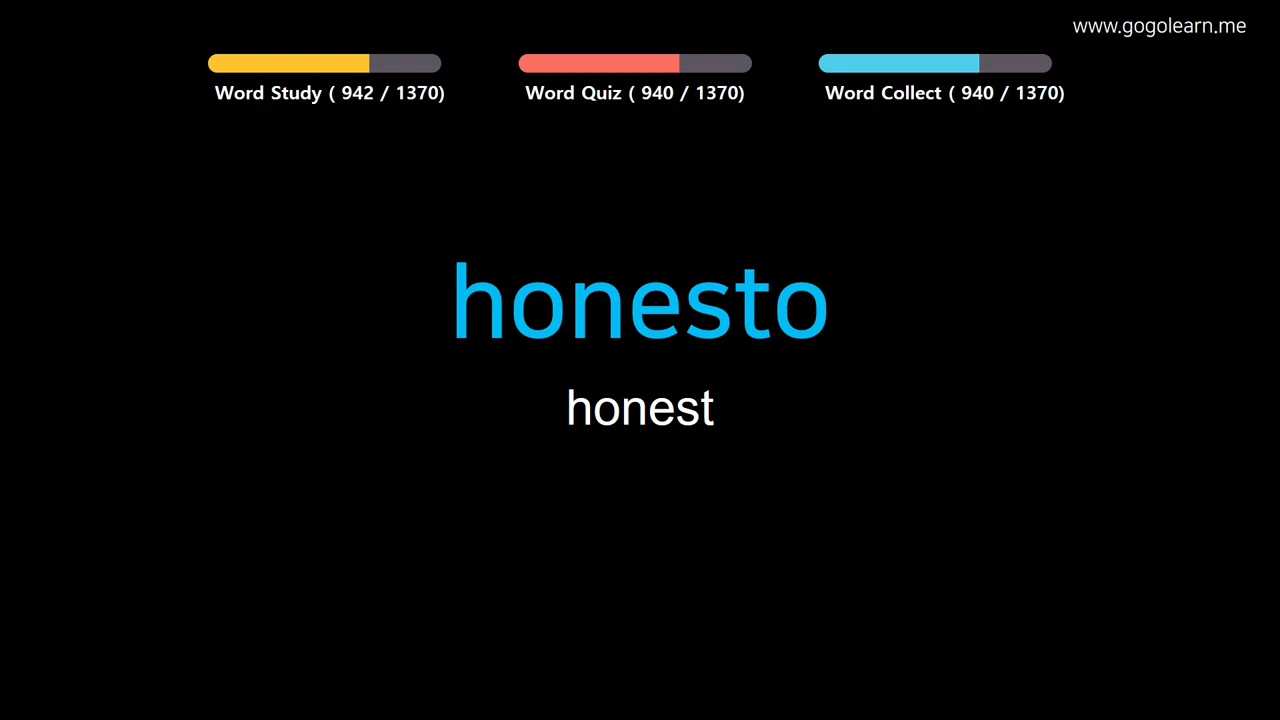 www.gogolearn.me
Word Study ( 942 / 1370)
Word Quiz ( 940 / 1370)
Word Collect ( 940 / 1370)
honesto
honest